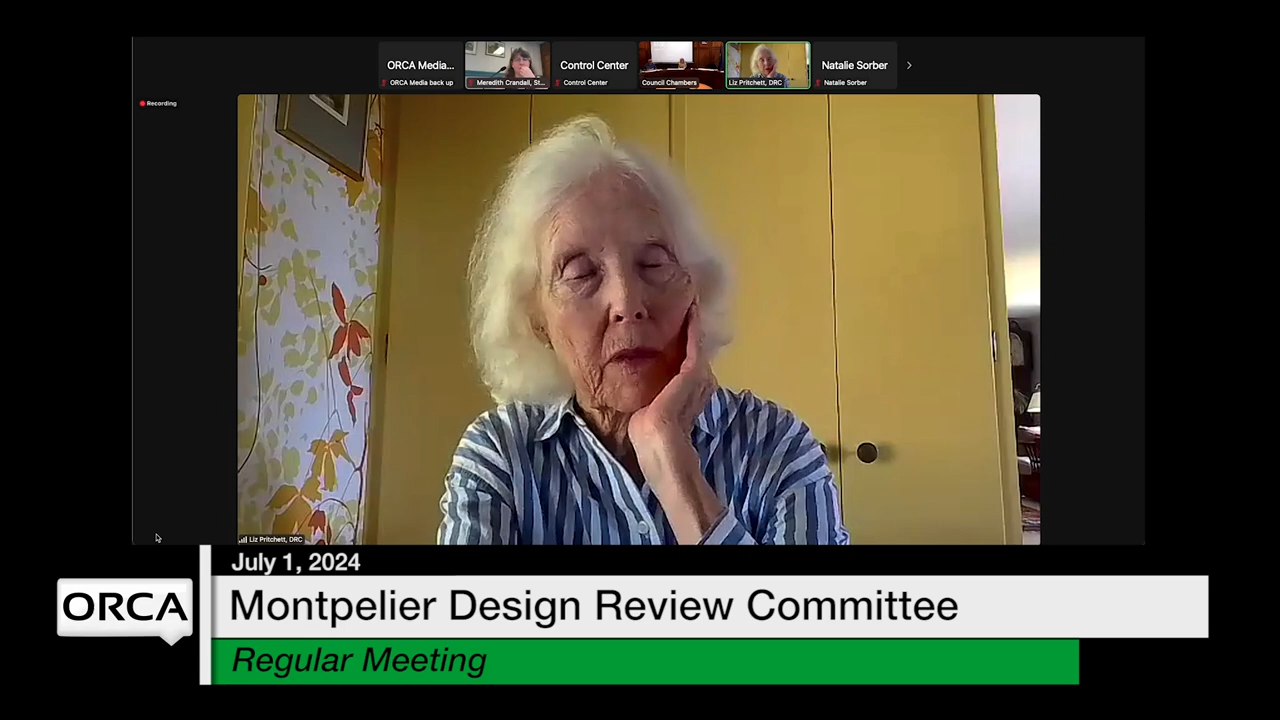 ORCA Media...
ORCA Media back up
Meredith Crandall, St...
Control Center
Control Center
Council Chambers
Liz Pritchett, DRC
Natalie Sorber
Natalie Sorber
Recording
Liz Pritchett, DRC
July 1, 2024
ORCA
Montpelier Design Review Committee
Regular Meeting